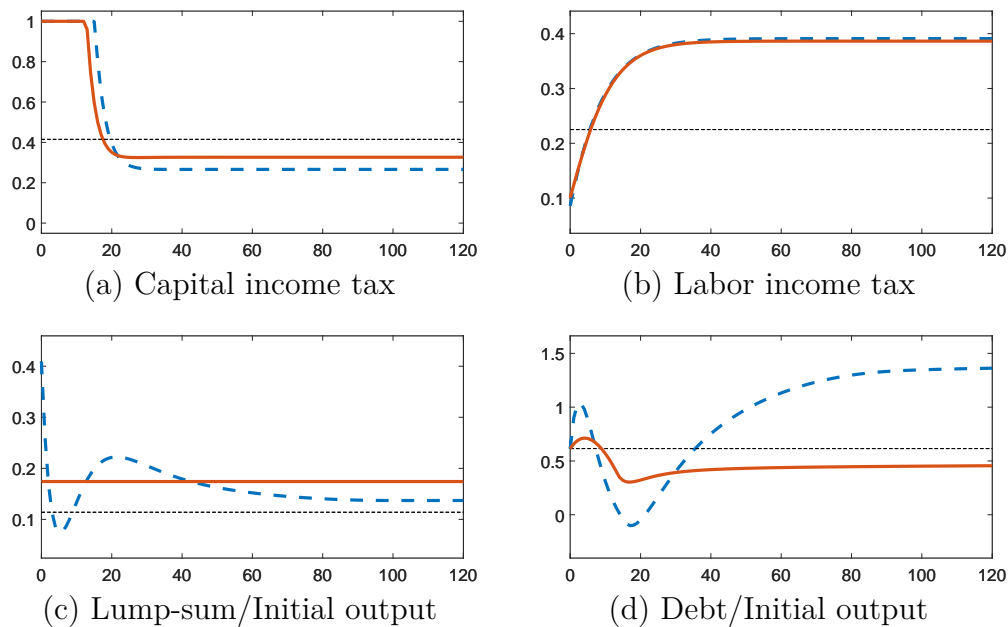 1
0.8
0.6
0.4
0.2
0
0 20 40 60 80 100 120
(a) Capital income tax
0.4
0.3
0.2
0.1
0 20 40 60 80 100 120
(b) Labor income tax
0.4
0.3
0.2
0.1
0 20 40 60 80 100 120
(c) Lump-sum/Initial output
1.5
1
0.5
0
0 20 40 60 80 100 120
(d) Debt/Initial output